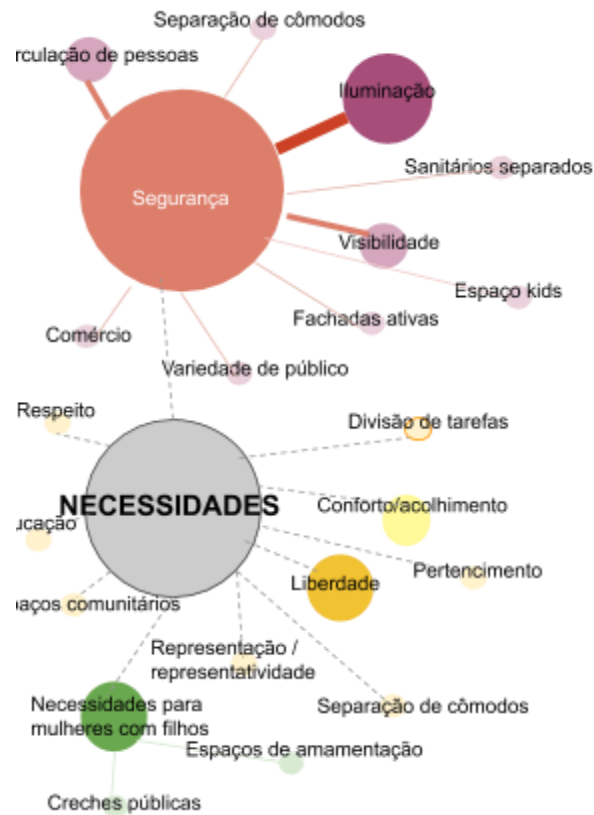 Separação de cômodos
rculação de pessoas
Iluminação
Sanitários separados
Segurança
Visibilidade
Espaço kids
Fachadas ativas
Comércio
Variedade de público
Respeito
Divisão de tarefas
NECESSIDADES
Conforto/acolhimento
ucação
Pertencimento
Liberdade
paços comunitários
Representação /
representatividade
Necessidades para
mulheres com filhos
Separação de cômodos
Espaços de amamentação
Creches públicas